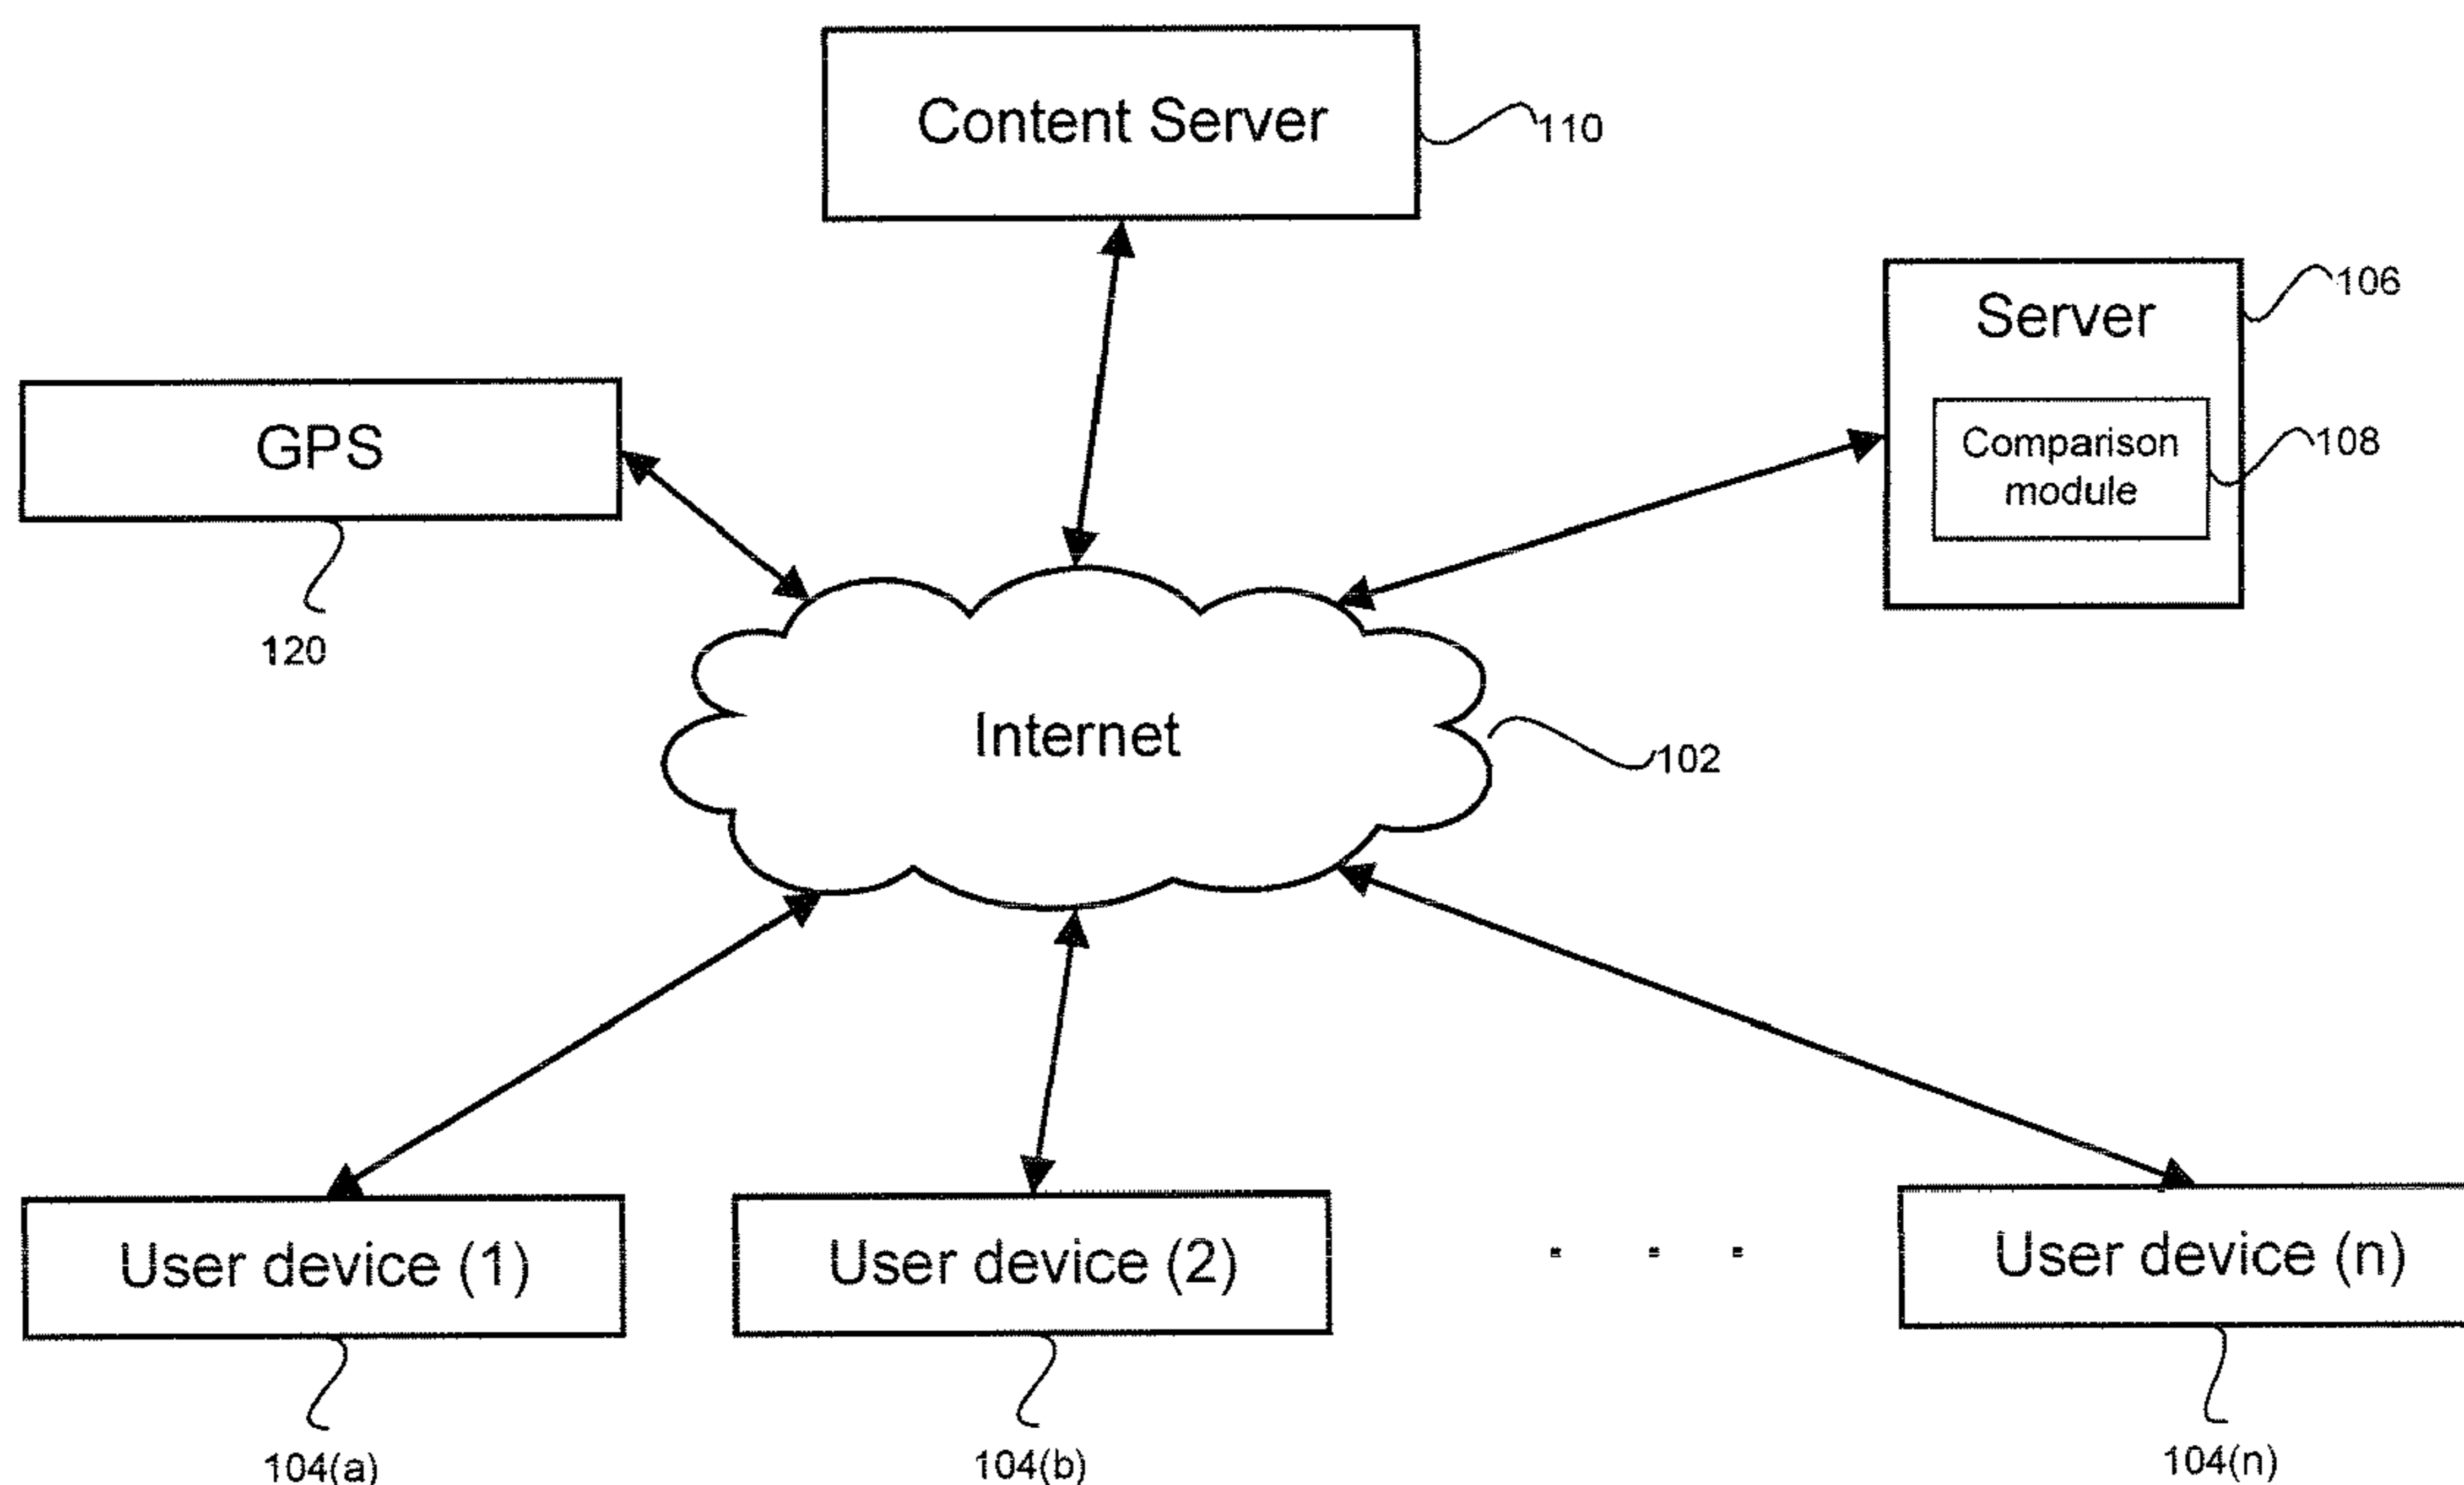 Content Server
110
106
Server
GPS
Comparison
module
108
120
Internet
102
User device (1)
User device (2)
. . .
User device (n)
104(a)
104(b)
104(n)